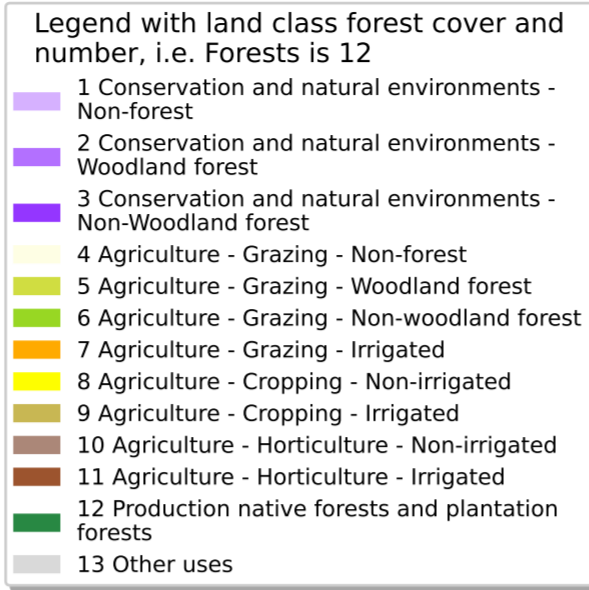 Legend with land class forest cover and
number, i.e. Forests is 12
1 Conservation and natural environments -
Non-forest
2 Conservation and natural environments -
Woodland forest
3 Conservation and natural environments -
Non-Woodland forest
4 Agriculture - Grazing - Non-forest
5 Agriculture - Grazing - Woodland forest
6 Agriculture - Grazing - Non-woodland forest
7 Agriculture - Grazing - Irrigated
8 Agriculture - Cropping - Non-irrigated
9 Agriculture - Cropping - Irrigated
10 Agriculture - Horticulture - Non-irrigated
11 Agriculture - Horticulture - Irrigated
12 Production native forests and plantation
forests
13 Other uses